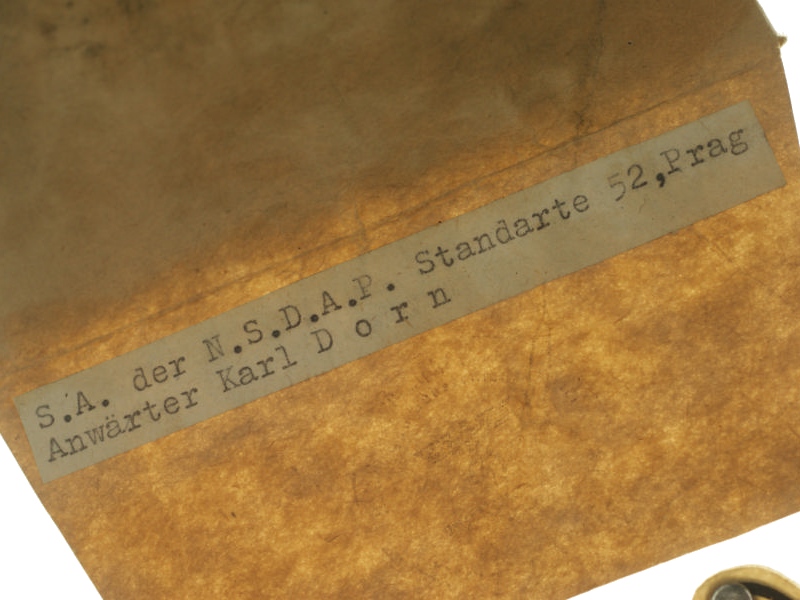 S.A. der N.S.D.A.P. Standarte 52,Prag
Anwärter Karl D o r n